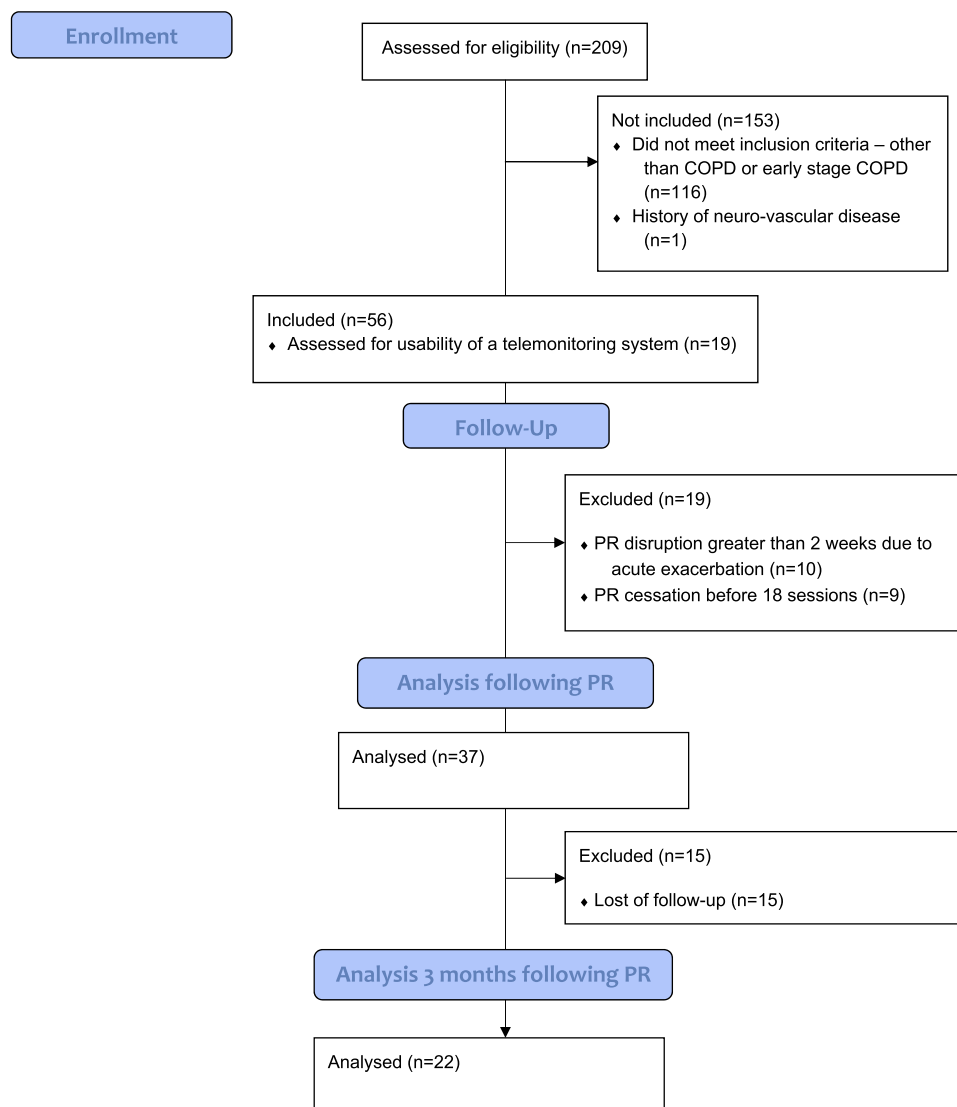 Enrollment
Assessed for eligibility (n=209)
Not included (n=153)
♦ Did not meet inclusion criteria – other
than COPD or early stage COPD
(n=116)
♦ History of neuro-vascular disease
(n=1)
Included (n=56)
♦ Assessed for usability of a telemonitoring system (n=19)
Follow-Up
Excluded (n=19)
♦ PR disruption greater than 2 weeks due to
acute exacerbation (n=10)
♦ PR cessation before 18 sessions (n=9)
Analysis following PR
Analysed (n=37)
Excluded (n=15)
♦ Lost of follow-up (n=15)
Analysis 3 months following PR
Analysed (n=22)